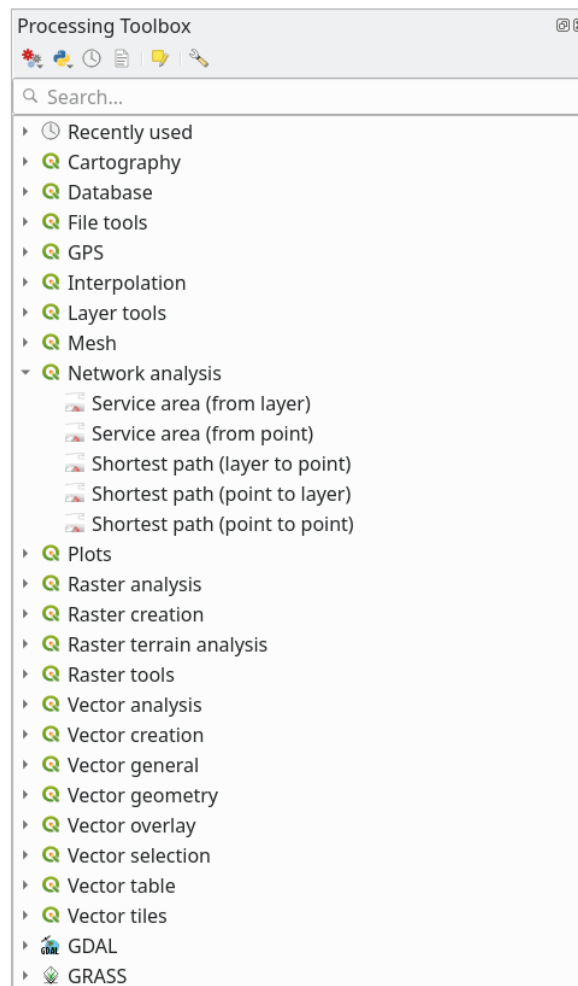 Processing Toolbox
Search...
Recently used
Cartography
Database
File tools
GPS
Interpolation
Layer tools
Mesh
Network analysis
Service area (from layer)
Service area (from point)
Shortest path (layer to point)
Shortest path (point to layer)
Shortest path (point to point)
Plots
Raster analysis
Raster creation
Raster terrain analysis
Raster tools
Vector analysis
Vector creation
Vector general
Vector geometry
Vector overlay
Vector selection
Vector table
Vector tiles
GDAL
GRASS